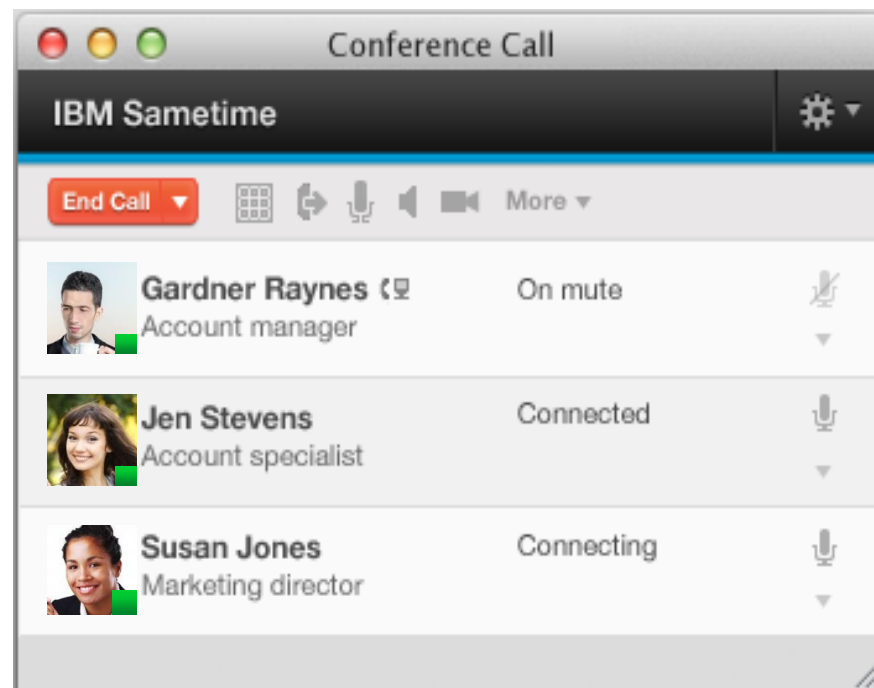 Conference Call
IBM Sametime
End Call More
Gardner Raynes On mute
Account manager
Jen Stevens Connected
Account specialist
Susan Jones Connecting
Marketing director